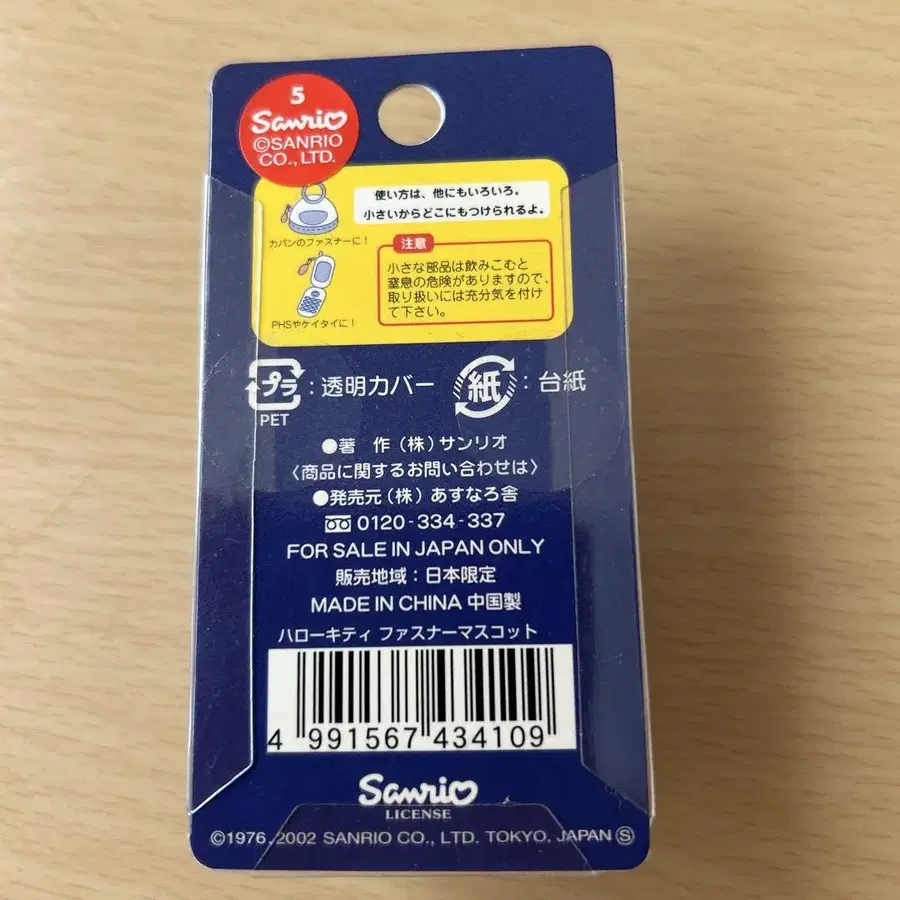 5
Sanrio
©SANRIO
CO., LTD.
使い方は、他にもいろいろ。
小さいからどこにもつけられるよ。
カバンのファスナーに!
注意
小さな部品は飲みこむと
窒息の危険がありますので、
取り扱いには充分気を付け
て下さい。
PHSやケイタイに!
プラ:透明カバー
PET
紙:台紙
●著 作(株)サンリオ
〈商品に関するお問い合わせは〉
●発売元(株)あすなろ舎
0120-334-337
FOR SALE IN JAPAN ONLY
販売地域:日本限定
MADE IN CHINA 中国製
ハローキティ ファスナーマスコット
4 991567 434109
Sanrio
LICENSE
©1976, 2002 SANRIO CO., LTD. TOKYO, JAPAN Ⓢ